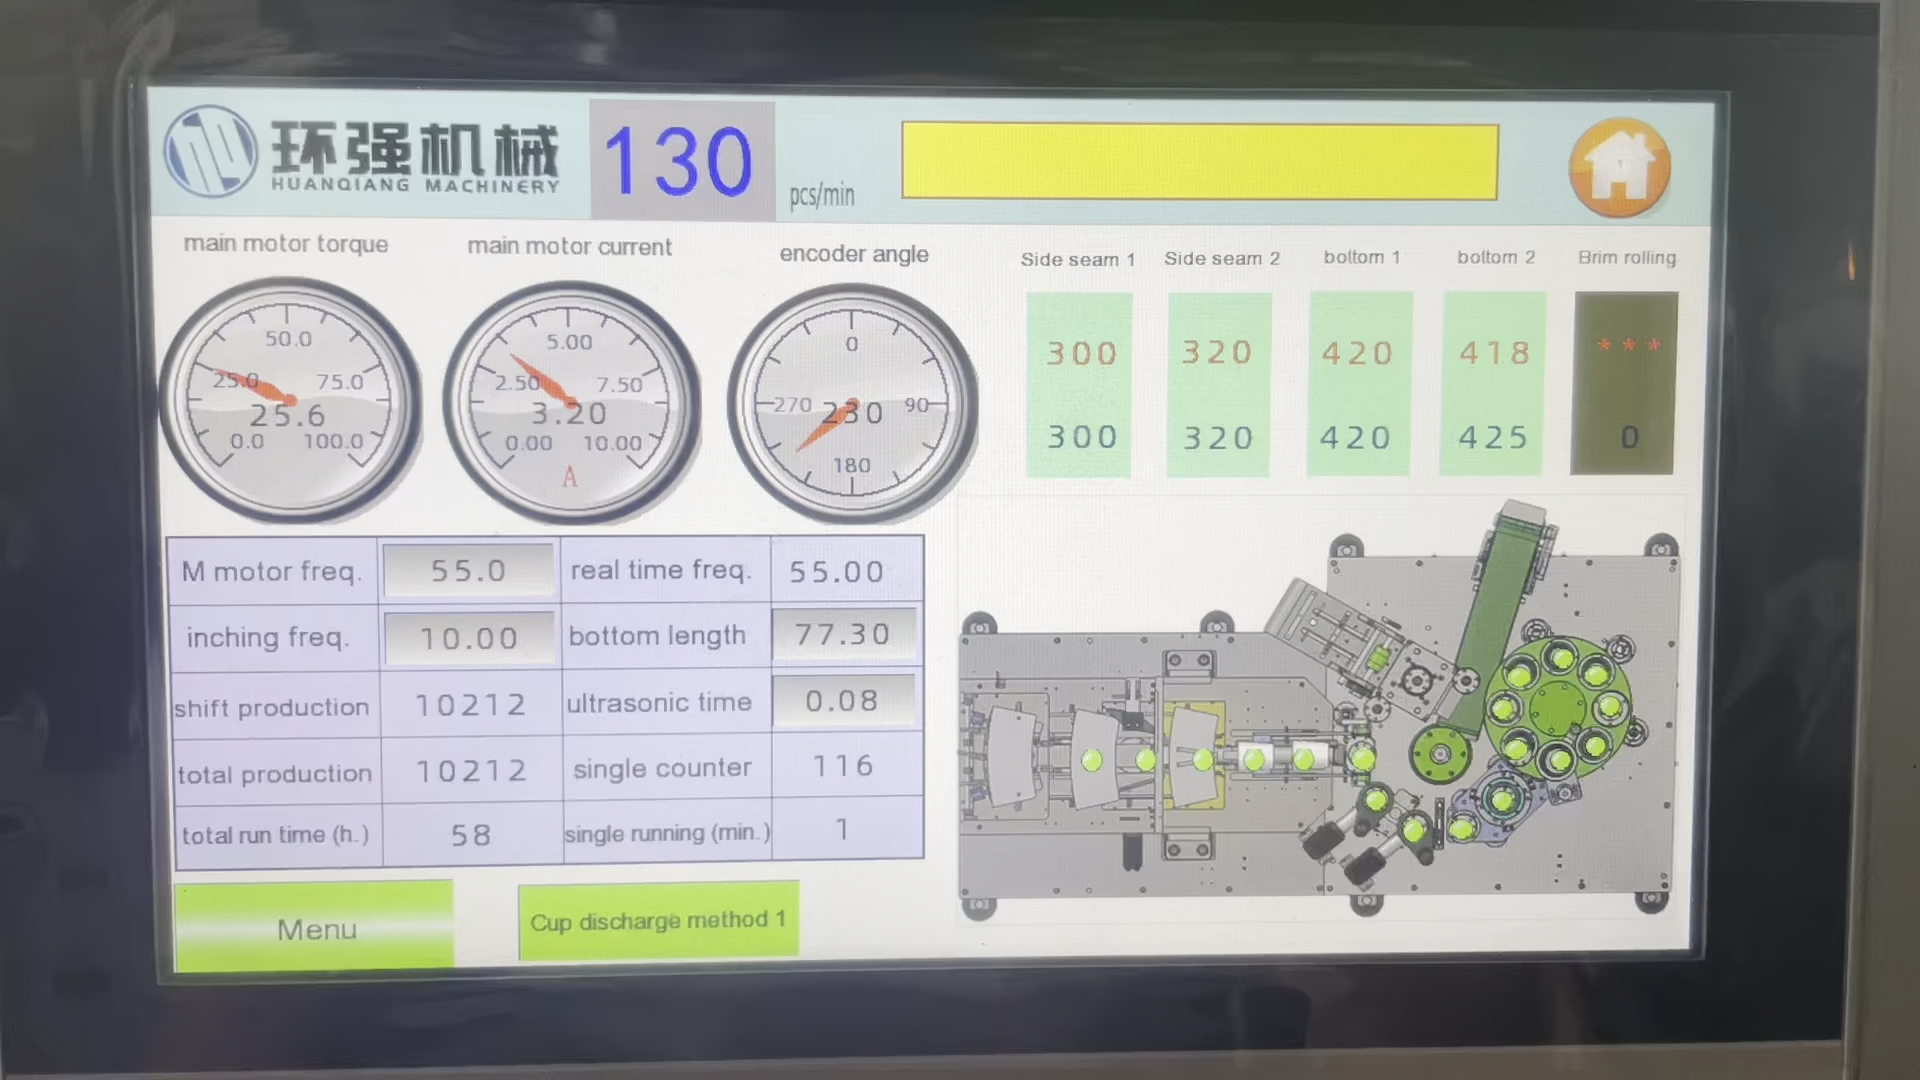 环强机械
HUANQIANG MACHINERY
130
pcs/min
main motor torque
50.0
25.0
75.0
25.6
0.0
100.0
main motor current
5.00
2.50
7.50
3.20
0.00
10.00
A
encoder angle
0
270
230
90
180
Side seam 1
Side seam 2
bottom 1
bottom 2
Brim rolling
300
320
420
418
***
300
320
420
425
0
M motor freq.
55.0
real time freq.
55.00
inching freq.
10.00
bottom length
77.30
shift production
10212
ultrasonic time
0.08
total production
10212
single counter
116
total run time (h.)
58
single running (min.)
1
Menu
Cup discharge method 1